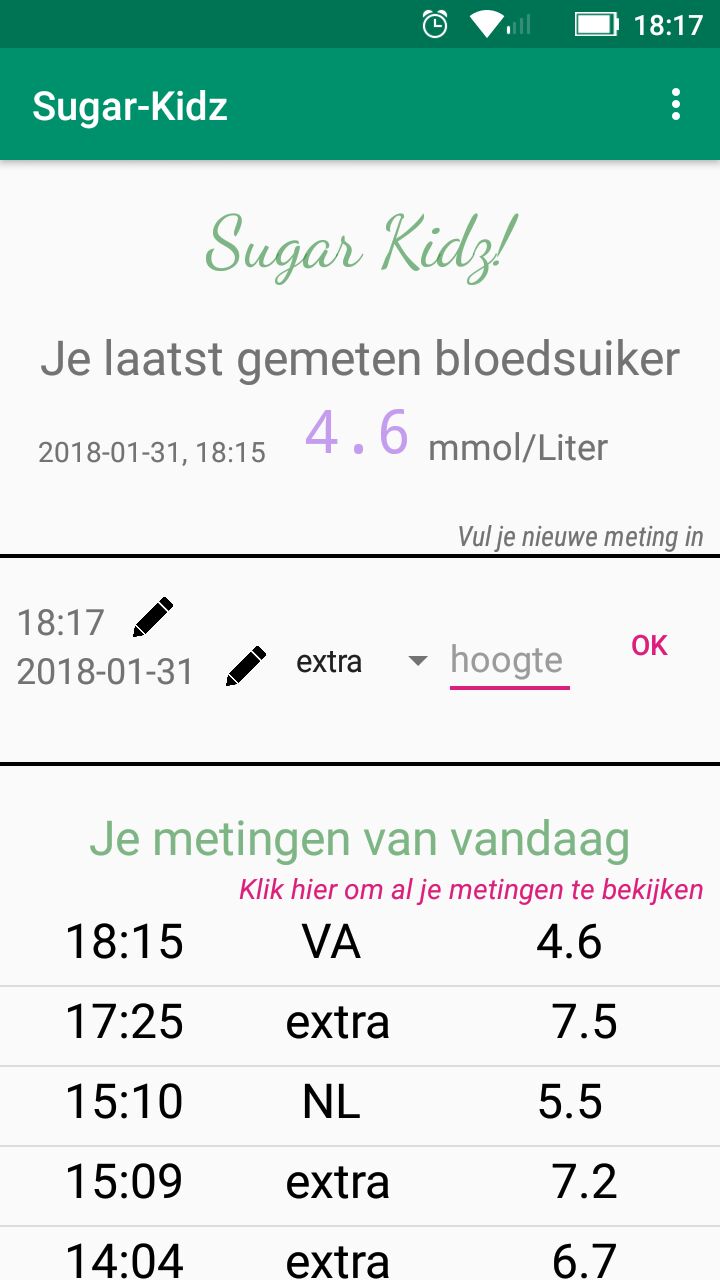 18:17
Sugar-Kidz
Sugar Kidz!
Je laatst gemeten bloedsuiker
2018-01-31, 18:15 4.6 mmol/Liter
Vul je nieuwe meting in
18:17
2018-01-31 extra hoogte OK
Je metingen van vandaag
Klik hier om al je metingen te bekijken
18:15 VA 4.6
17:25 extra 7.5
15:10 NL 5.5
15:09 extra 7.2
14:04 extra 6.7